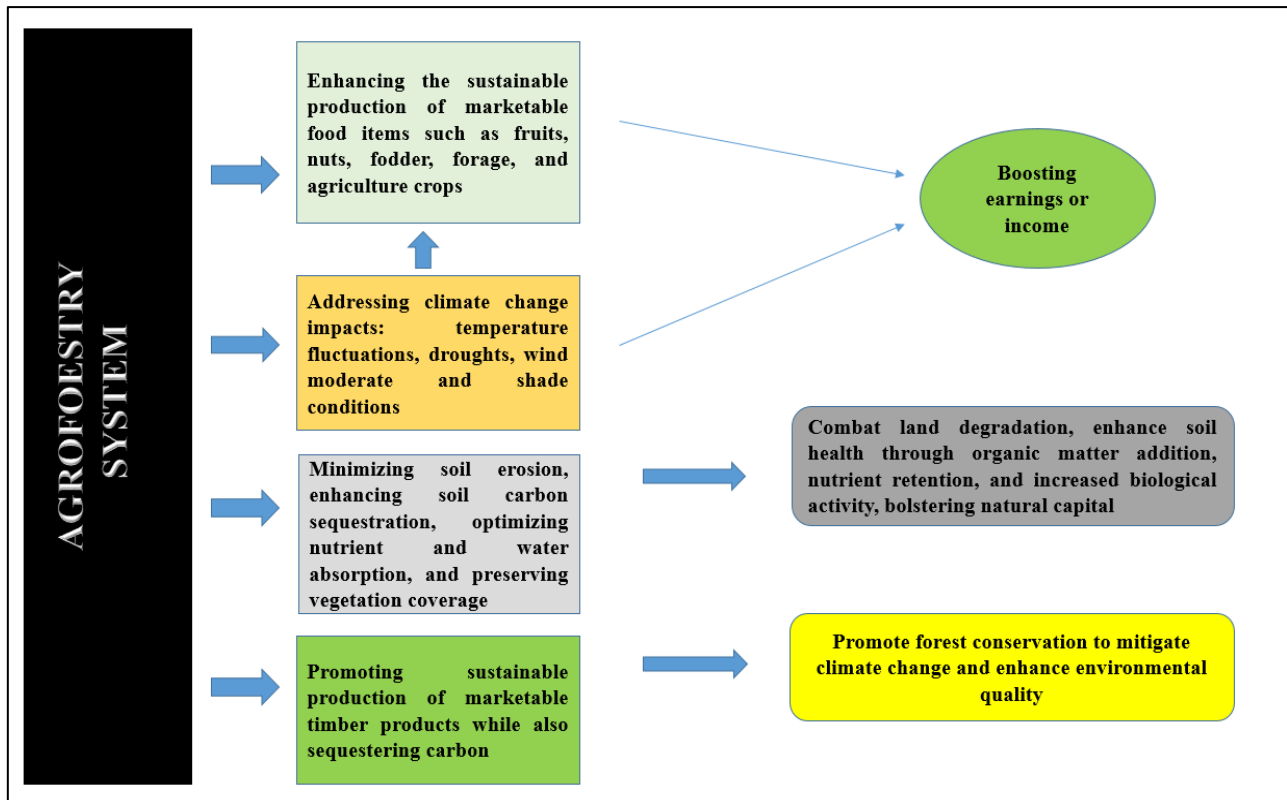 AGROFOESTRY
SYSTEM
Enhancing the sustainable
production of marketable
food items such as fruits,
nuts, fodder, forage, and
agriculture crops
Boosting
earnings or
income
Addressing climate change
impacts: temperature
fluctuations, droughts, wind
moderate and shade
conditions
Minimizing soil erosion,
enhancing soil carbon
sequestration, optimizing
nutrient and water
absorption, and preserving
vegetation coverage
Combat land degradation, enhance soil
health through organic matter addition,
nutrient retention, and increased biological
activity, bolstering natural capital
Promoting sustainable
production of marketable
timber products while also
sequestering carbon
Promote forest conservation to mitigate
climate change and enhance environmental
quality